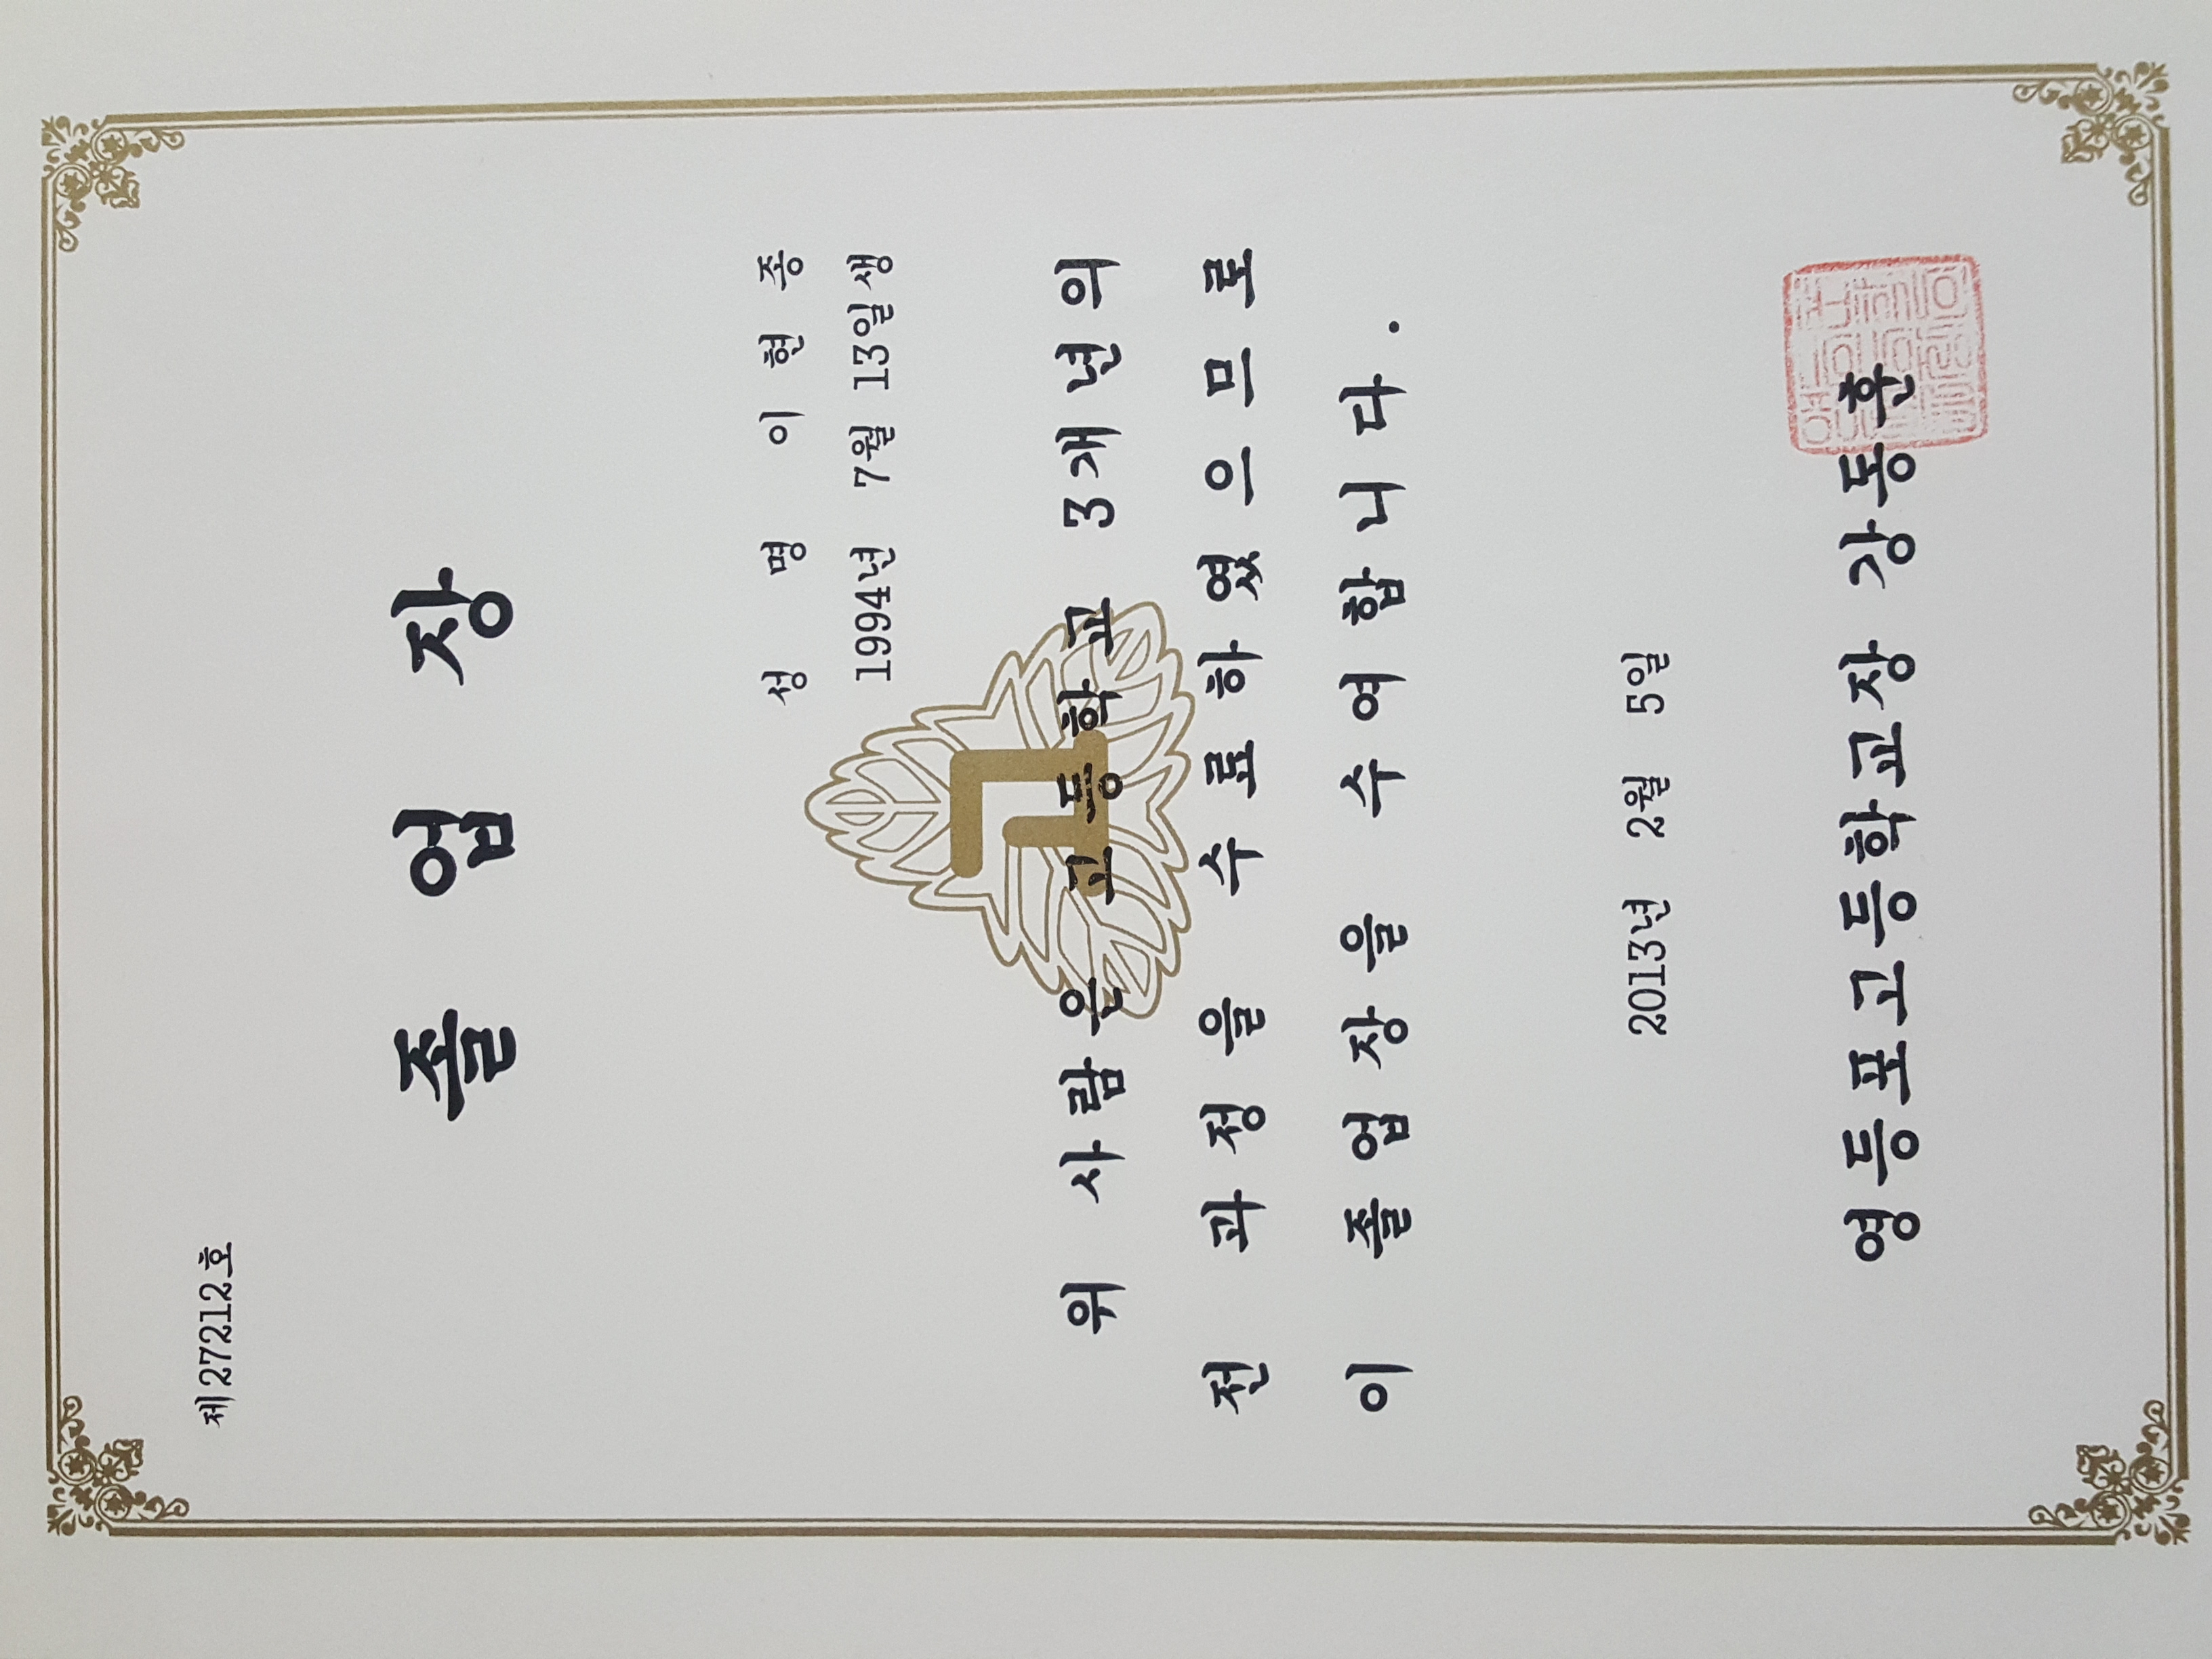 제27212호
졸 업 장
성 명 이 현 종
1994년 7월 13일생
고
위 사람은 고등학교 3개년의
전 과정을 수료하였으므로
이 졸업장을 수여합니다.
2013년 2월 5일
영등포고등학교장 강동훈